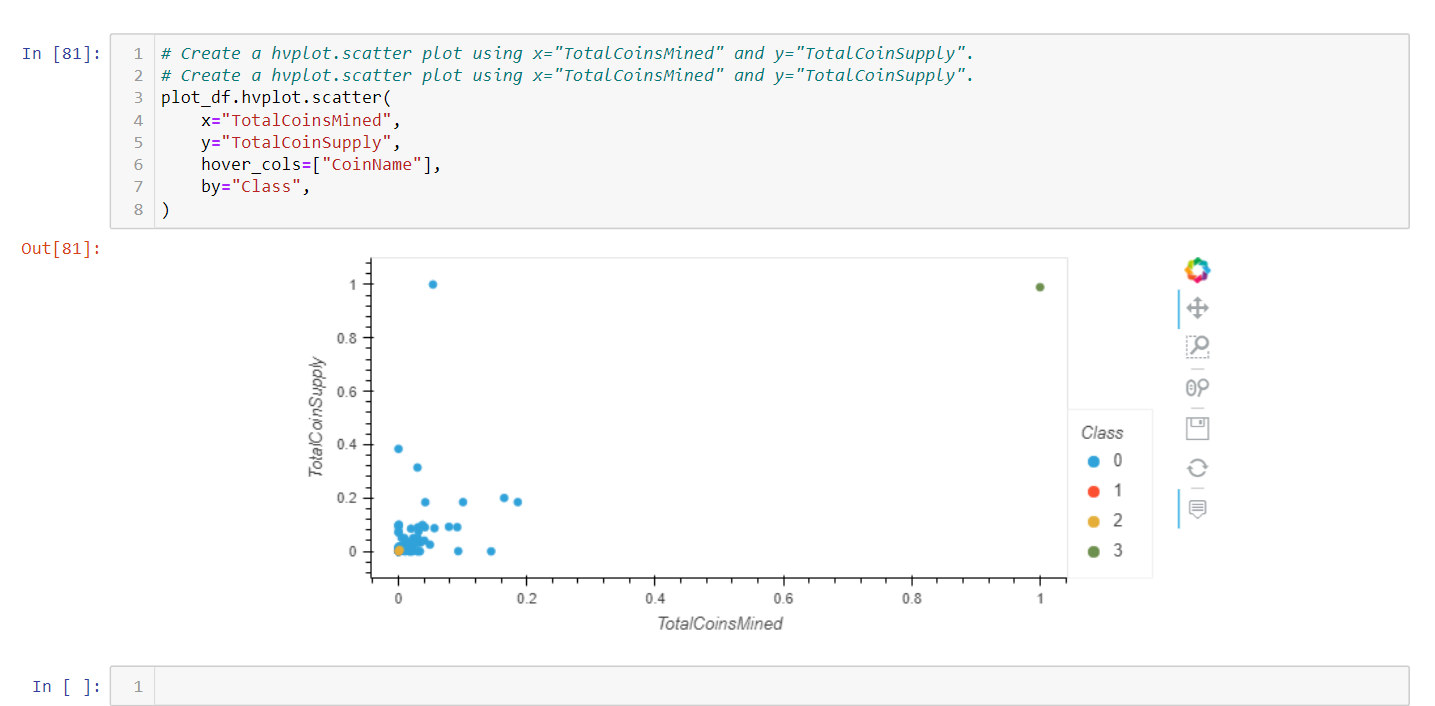 In [81]:
1 # Create a hvplot.scatter plot using x="TotalCoinsMined" and y="TotalCoinSupply".
2 # Create a hvplot.scatter plot using x="TotalCoinsMined" and y="TotalCoinSupply".
3 plot_df.hvplot.scatter(
4     x="TotalCoinsMined",
5     y="TotalCoinSupply",
6     hover_cols=["CoinName"],
7     by="Class",
8 )
Out[81]:
TotalCoinSupply
1
0.8
0.6
0.4
0.2
0
0 0.2 0.4 0.6 0.8 1
TotalCoinsMined
Class
0
1
2
3
In [ ]:
1